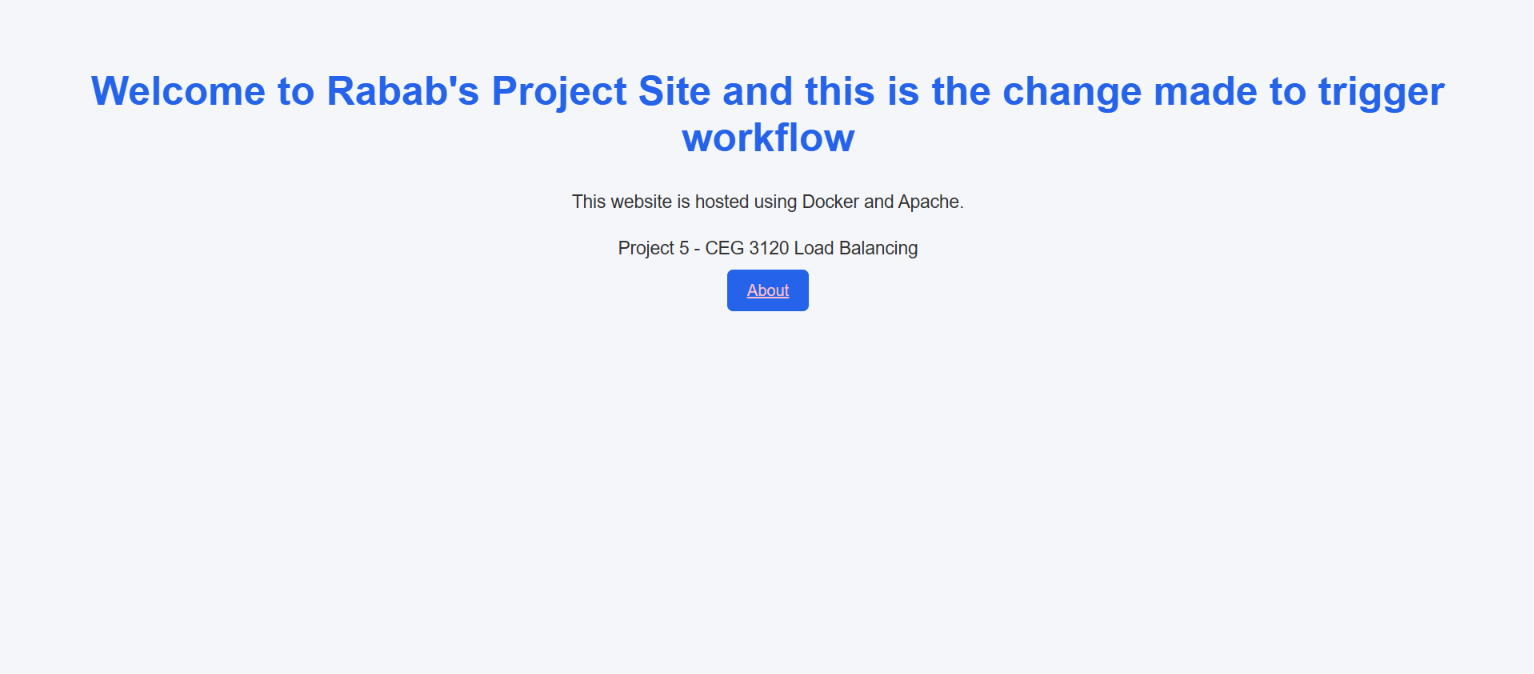 Welcome to Rabab's Project Site and this is the change made to trigger
workflow
This website is hosted using Docker and Apache.
Project 5 - CEG 3120 Load Balancing
About